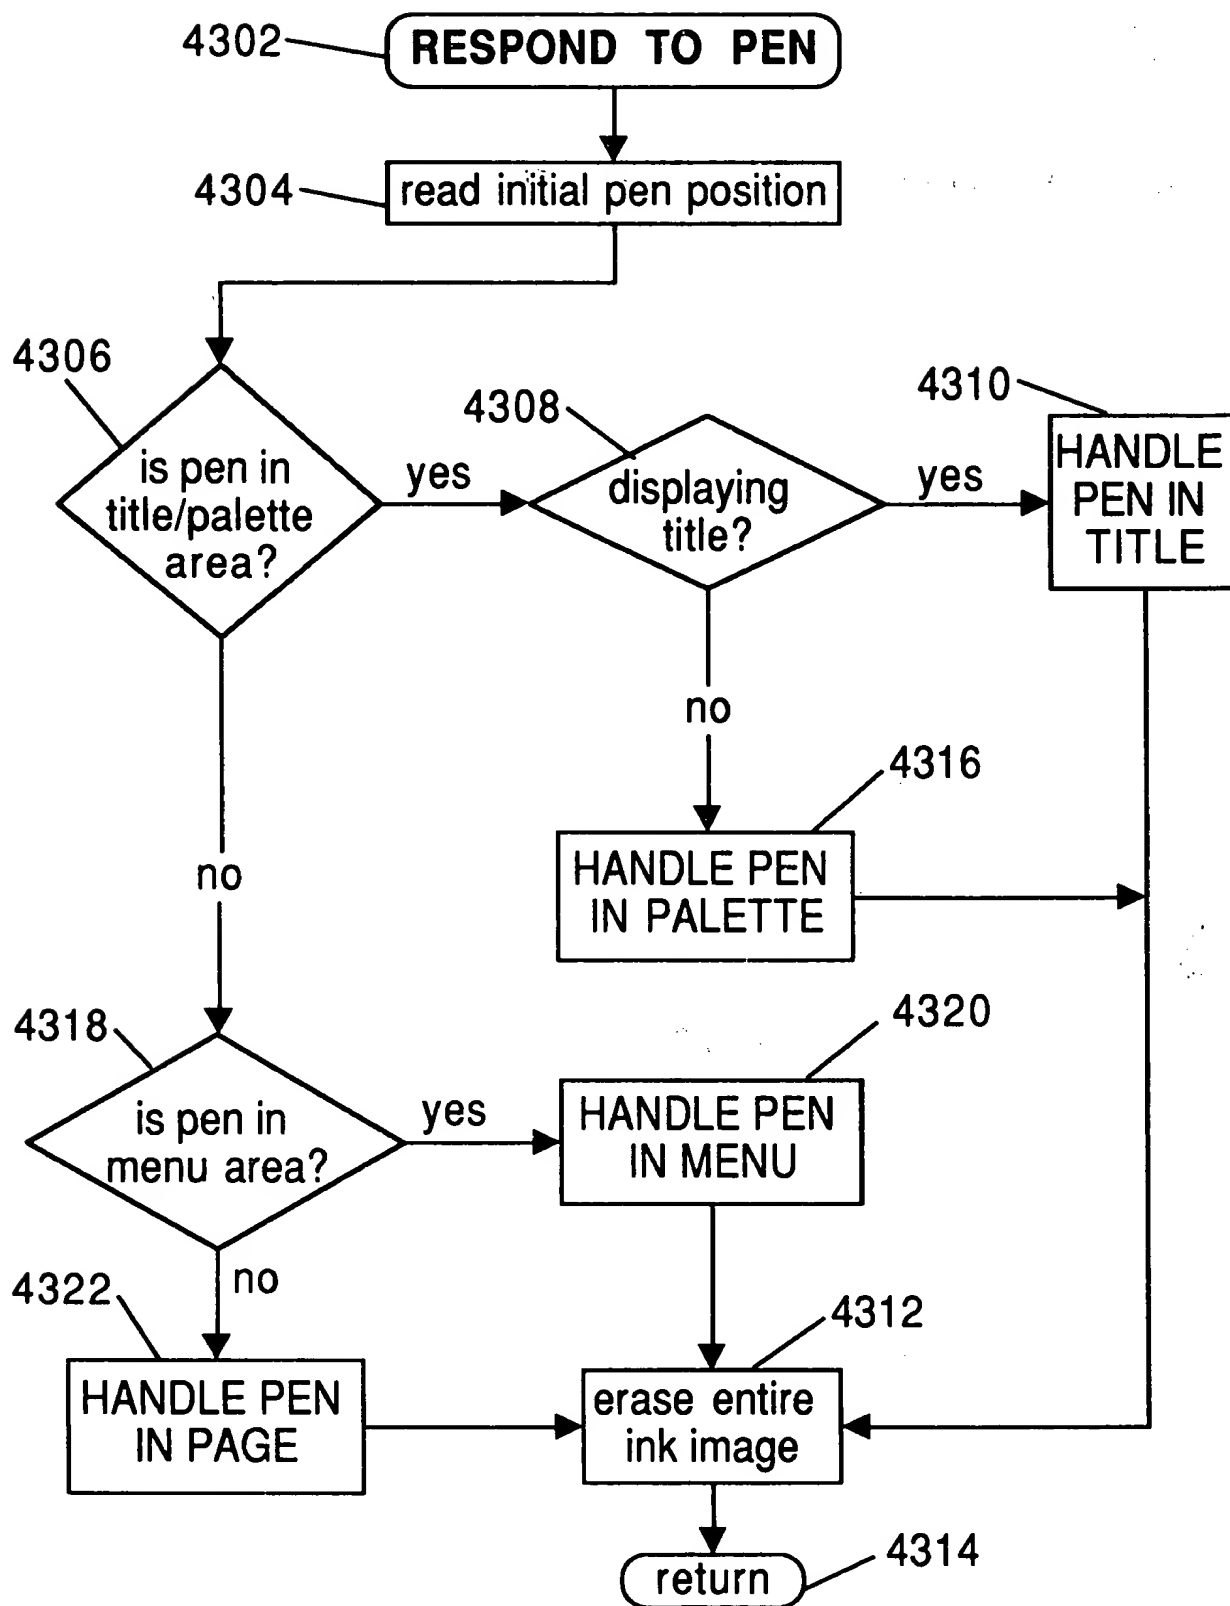 4302
RESPOND TO PEN
4304
read initial pen position
4306
is pen in
title/palette
area?
yes
4308
displaying
title?
yes
4310
HANDLE
PEN IN
TITLE
no
4316
HANDLE PEN
IN PALETTE
no
4318
is pen in
menu area?
yes
4320
HANDLE PEN
IN MENU
no
4322
HANDLE PEN
IN PAGE
4312
erase entire
ink image
4314
return